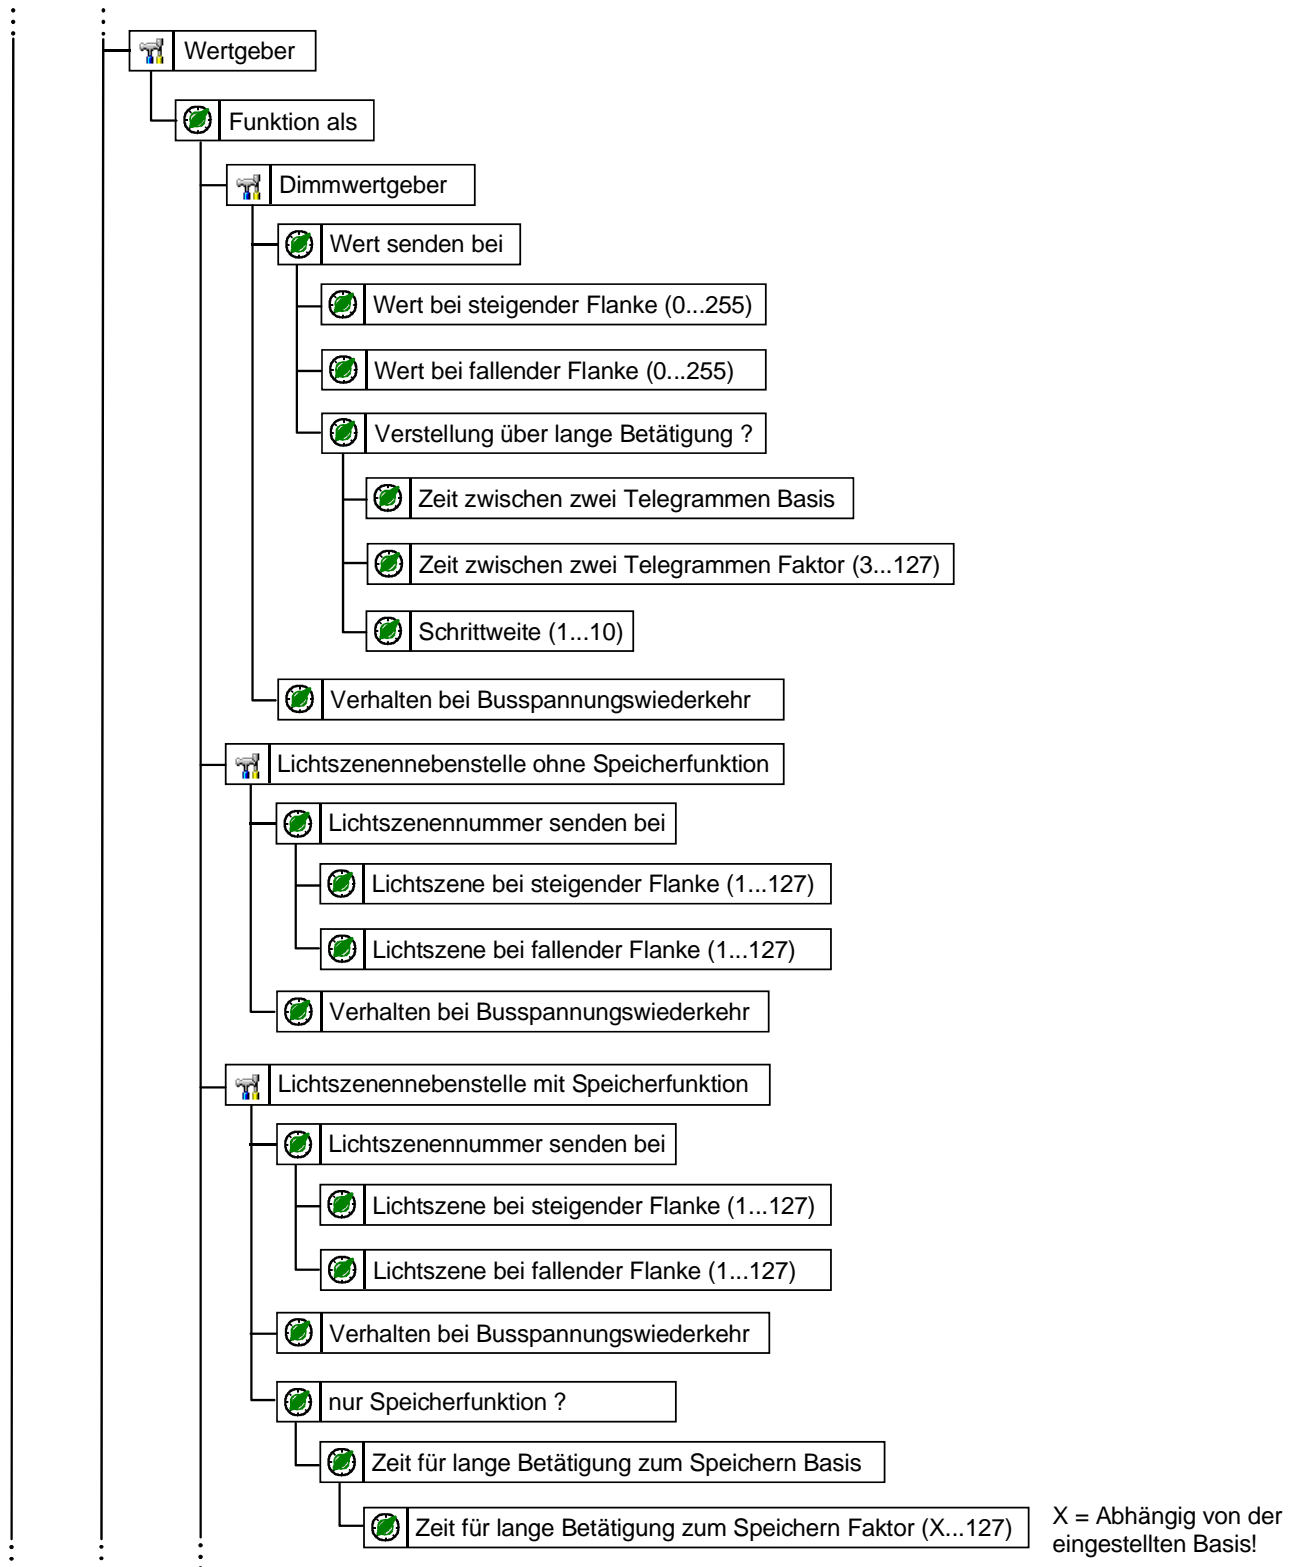 Wertgeber
Funktion als
Dimmwertgeber
Wert senden bei
Wert bei steigender Flanke (0...255)
Wert bei fallender Flanke (0...255)
Verstellung über lange Betätigung ?
Zeit zwischen zwei Telegrammen Basis
Zeit zwischen zwei Telegrammen Faktor (3...127)
Schrittweite (1...10)
Verhalten bei Busspannungswiederkehr
Lichtszenennebenstelle ohne Speicherfunktion
Lichtszenennummer senden bei
Lichtszene bei steigender Flanke (1...127)
Lichtszene bei fallender Flanke (1...127)
Verhalten bei Busspannungswiederkehr
Lichtszenennebenstelle mit Speicherfunktion
Lichtszenennummer senden bei
Lichtszene bei steigender Flanke (1...127)
Lichtszene bei fallender Flanke (1...127)
Verhalten bei Busspannungswiederkehr
nur Speicherfunktion ?
Zeit für lange Betätigung zum Speichern Basis
Zeit für lange Betätigung zum Speichern Faktor (X...127)
X = Abhängig von der
eingestellten Basis!